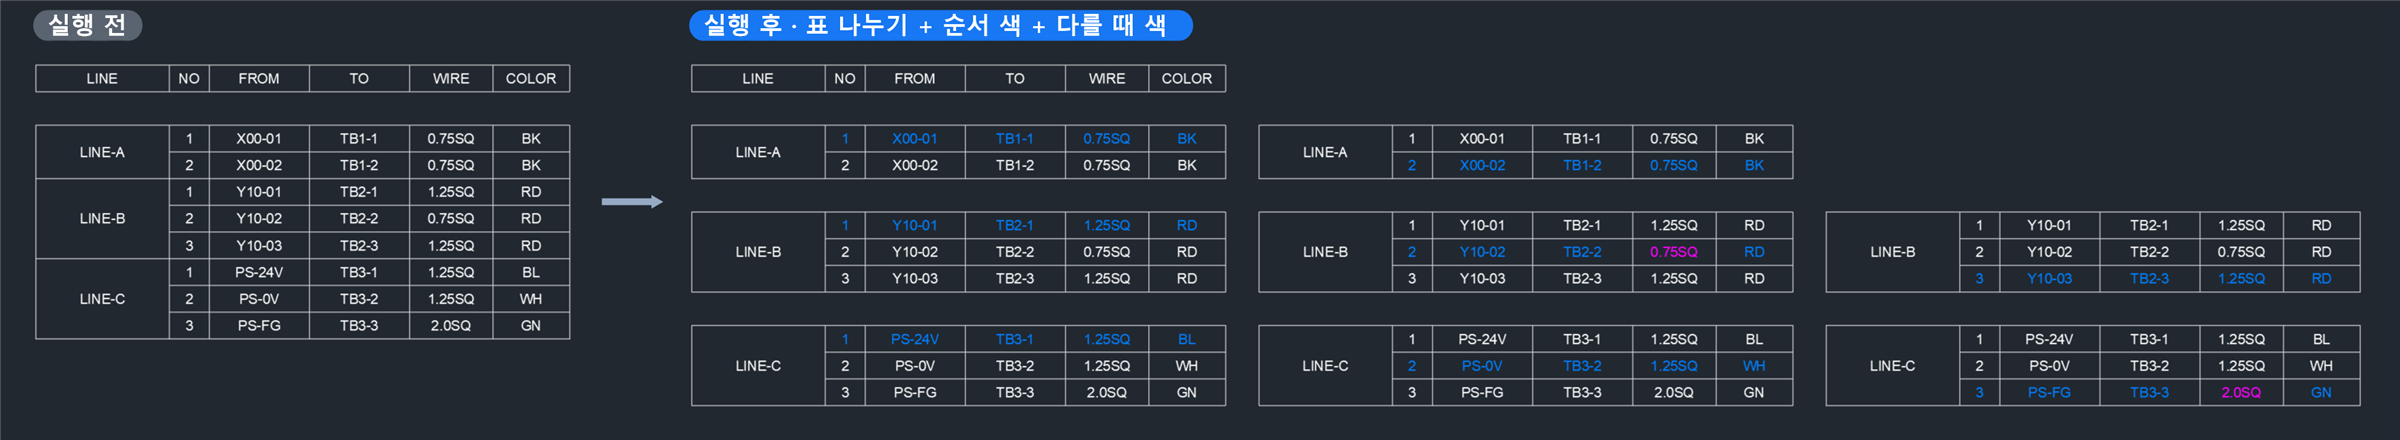 실행 전
LINE NO FROM TO WIRE COLOR
LINE-A
1 X00-01 TB1-1 0.75SQ BK
2 X00-02 TB1-2 0.75SQ BK
LINE-B
1 Y10-01 TB2-1 1.25SQ RD
2 Y10-02 TB2-2 0.75SQ RD
3 Y10-03 TB2-3 1.25SQ RD
LINE-C
1 PS-24V TB3-1 1.25SQ BL
2 PS-0V TB3-2 1.25SQ WH
3 PS-FG TB3-3 2.0SQ GN
실행 후 · 표 나누기 + 순서 색 + 다를 때 색
LINE NO FROM TO WIRE COLOR
LINE-A
1 X00-01 TB1-1 0.75SQ BK
2 X00-02 TB1-2 0.75SQ BK
LINE-A
1 X00-01 TB1-1 0.75SQ BK
2 X00-02 TB1-2 0.75SQ BK
LINE-B
1 Y10-01 TB2-1 1.25SQ RD
2 Y10-02 TB2-2 0.75SQ RD
3 Y10-03 TB2-3 1.25SQ RD
LINE-B
1 Y10-01 TB2-1 1.25SQ RD
2 Y10-02 TB2-2 0.75SQ RD
3 Y10-03 TB2-3 1.25SQ RD
LINE-B
1 Y10-01 TB2-1 1.25SQ RD
2 Y10-02 TB2-2 0.75SQ RD
3 Y10-03 TB2-3 1.25SQ RD
LINE-C
1 PS-24V TB3-1 1.25SQ BL
2 PS-0V TB3-2 1.25SQ WH
3 PS-FG TB3-3 2.0SQ GN
LINE-C
1 PS-24V TB3-1 1.25SQ BL
2 PS-0V TB3-2 1.25SQ WH
3 PS-FG TB3-3 2.0SQ GN
LINE-C
1 PS-24V TB3-1 1.25SQ BL
2 PS-0V TB3-2 1.25SQ WH
3 PS-FG TB3-3 2.0SQ GN